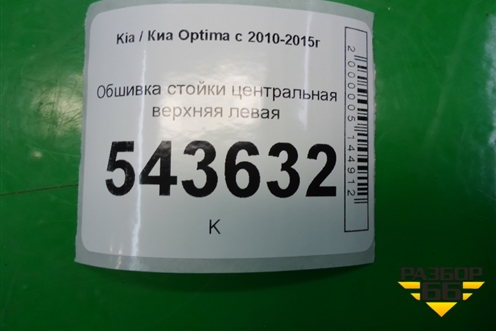 Kia / Киа Optima с 2010-2015г
Обшивка стойки центральная
верхняя левая
543632
К
2000005144912
РАЗБОР
66